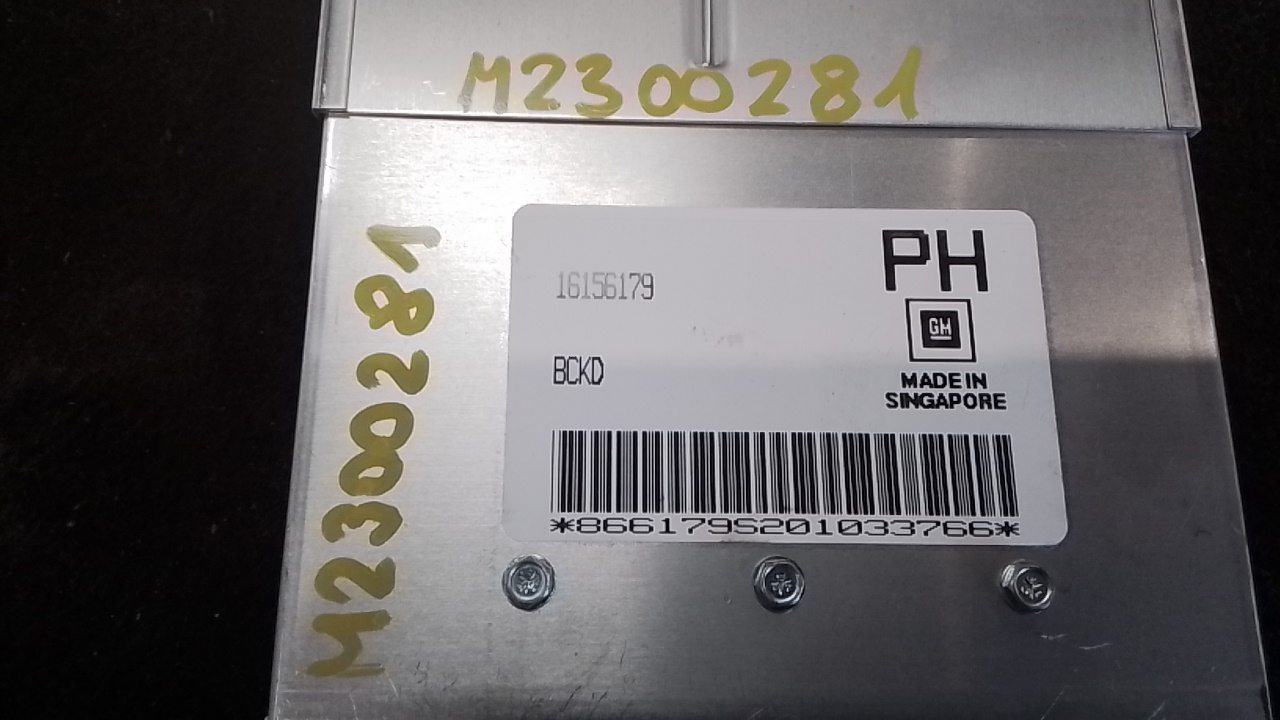 M2300281
M2300281
PH
16156179
GM
BCKD
MADE IN
SINGAPORE
*866179S201033766*